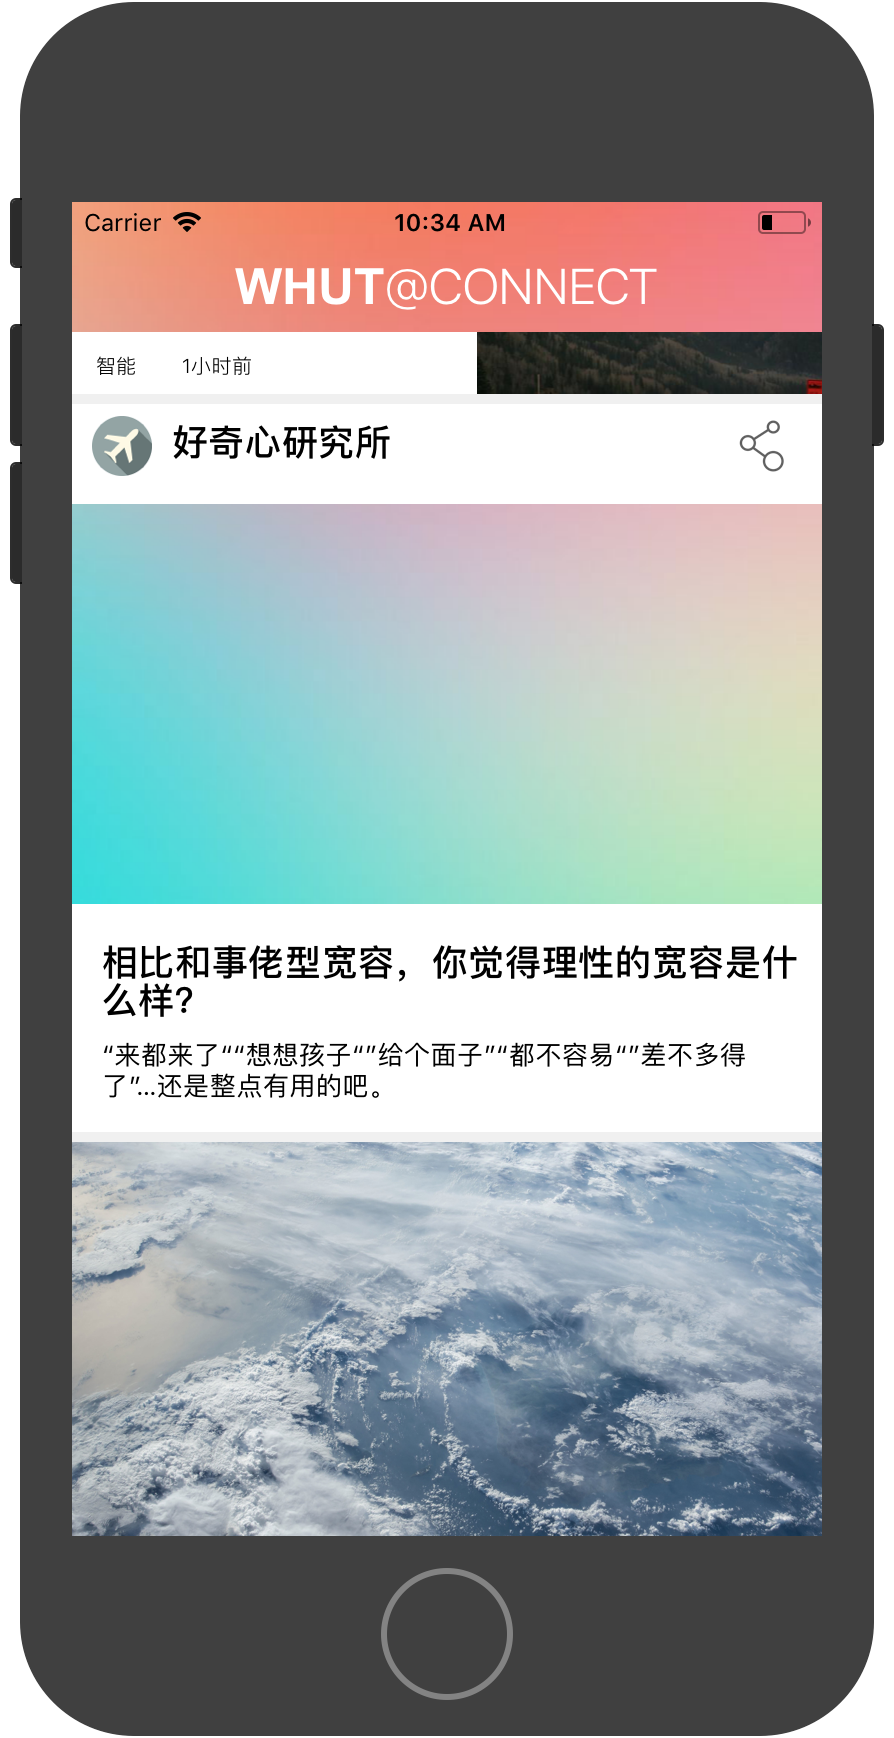 Carrier 10:34 AM
WHUT@CONNECT
智能 1小时前
好奇心研究所
相比和事佬型宽容，你觉得理性的宽容是什
么样？
“来都来了““想想孩子“”给个面子”“都不容易“”差不多得
了”...还是整点有用的吧。